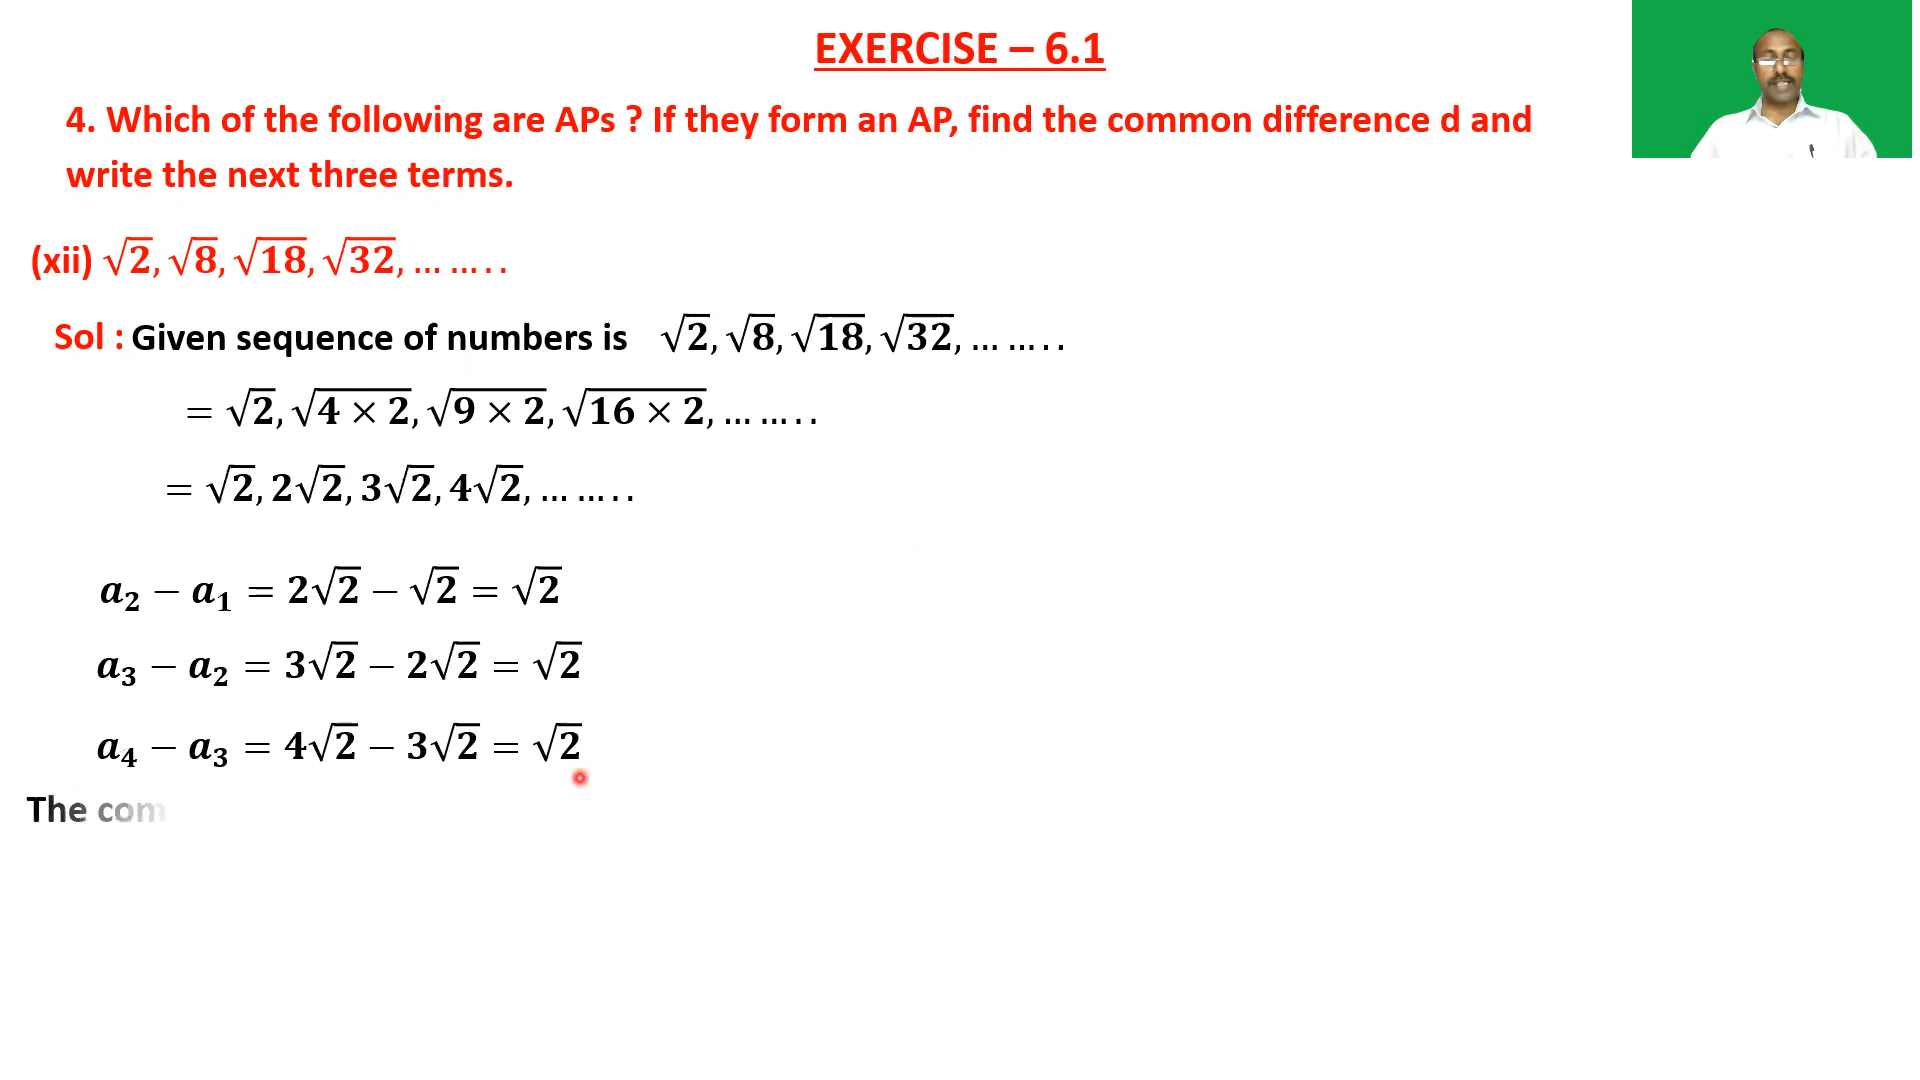 EXERCISE – 6.1
4. Which of the following are APs ? If they form an AP, find the common difference d and
write the next three terms.
(xii) √2, √8, √18, √32, … … . .
Sol : Given sequence of numbers is √2, √8, √18, √32, … … . .
= √2, √(4 × 2), √(9 × 2), √(16 × 2), … … . .
= √2, 2√2, 3√2, 4√2, … … . .
a₂ − a₁ = 2√2 − √2 = √2
a₃ − a₂ = 3√2 − 2√2 = √2
a₄ − a₃ = 4√2 − 3√2 = √2
The com